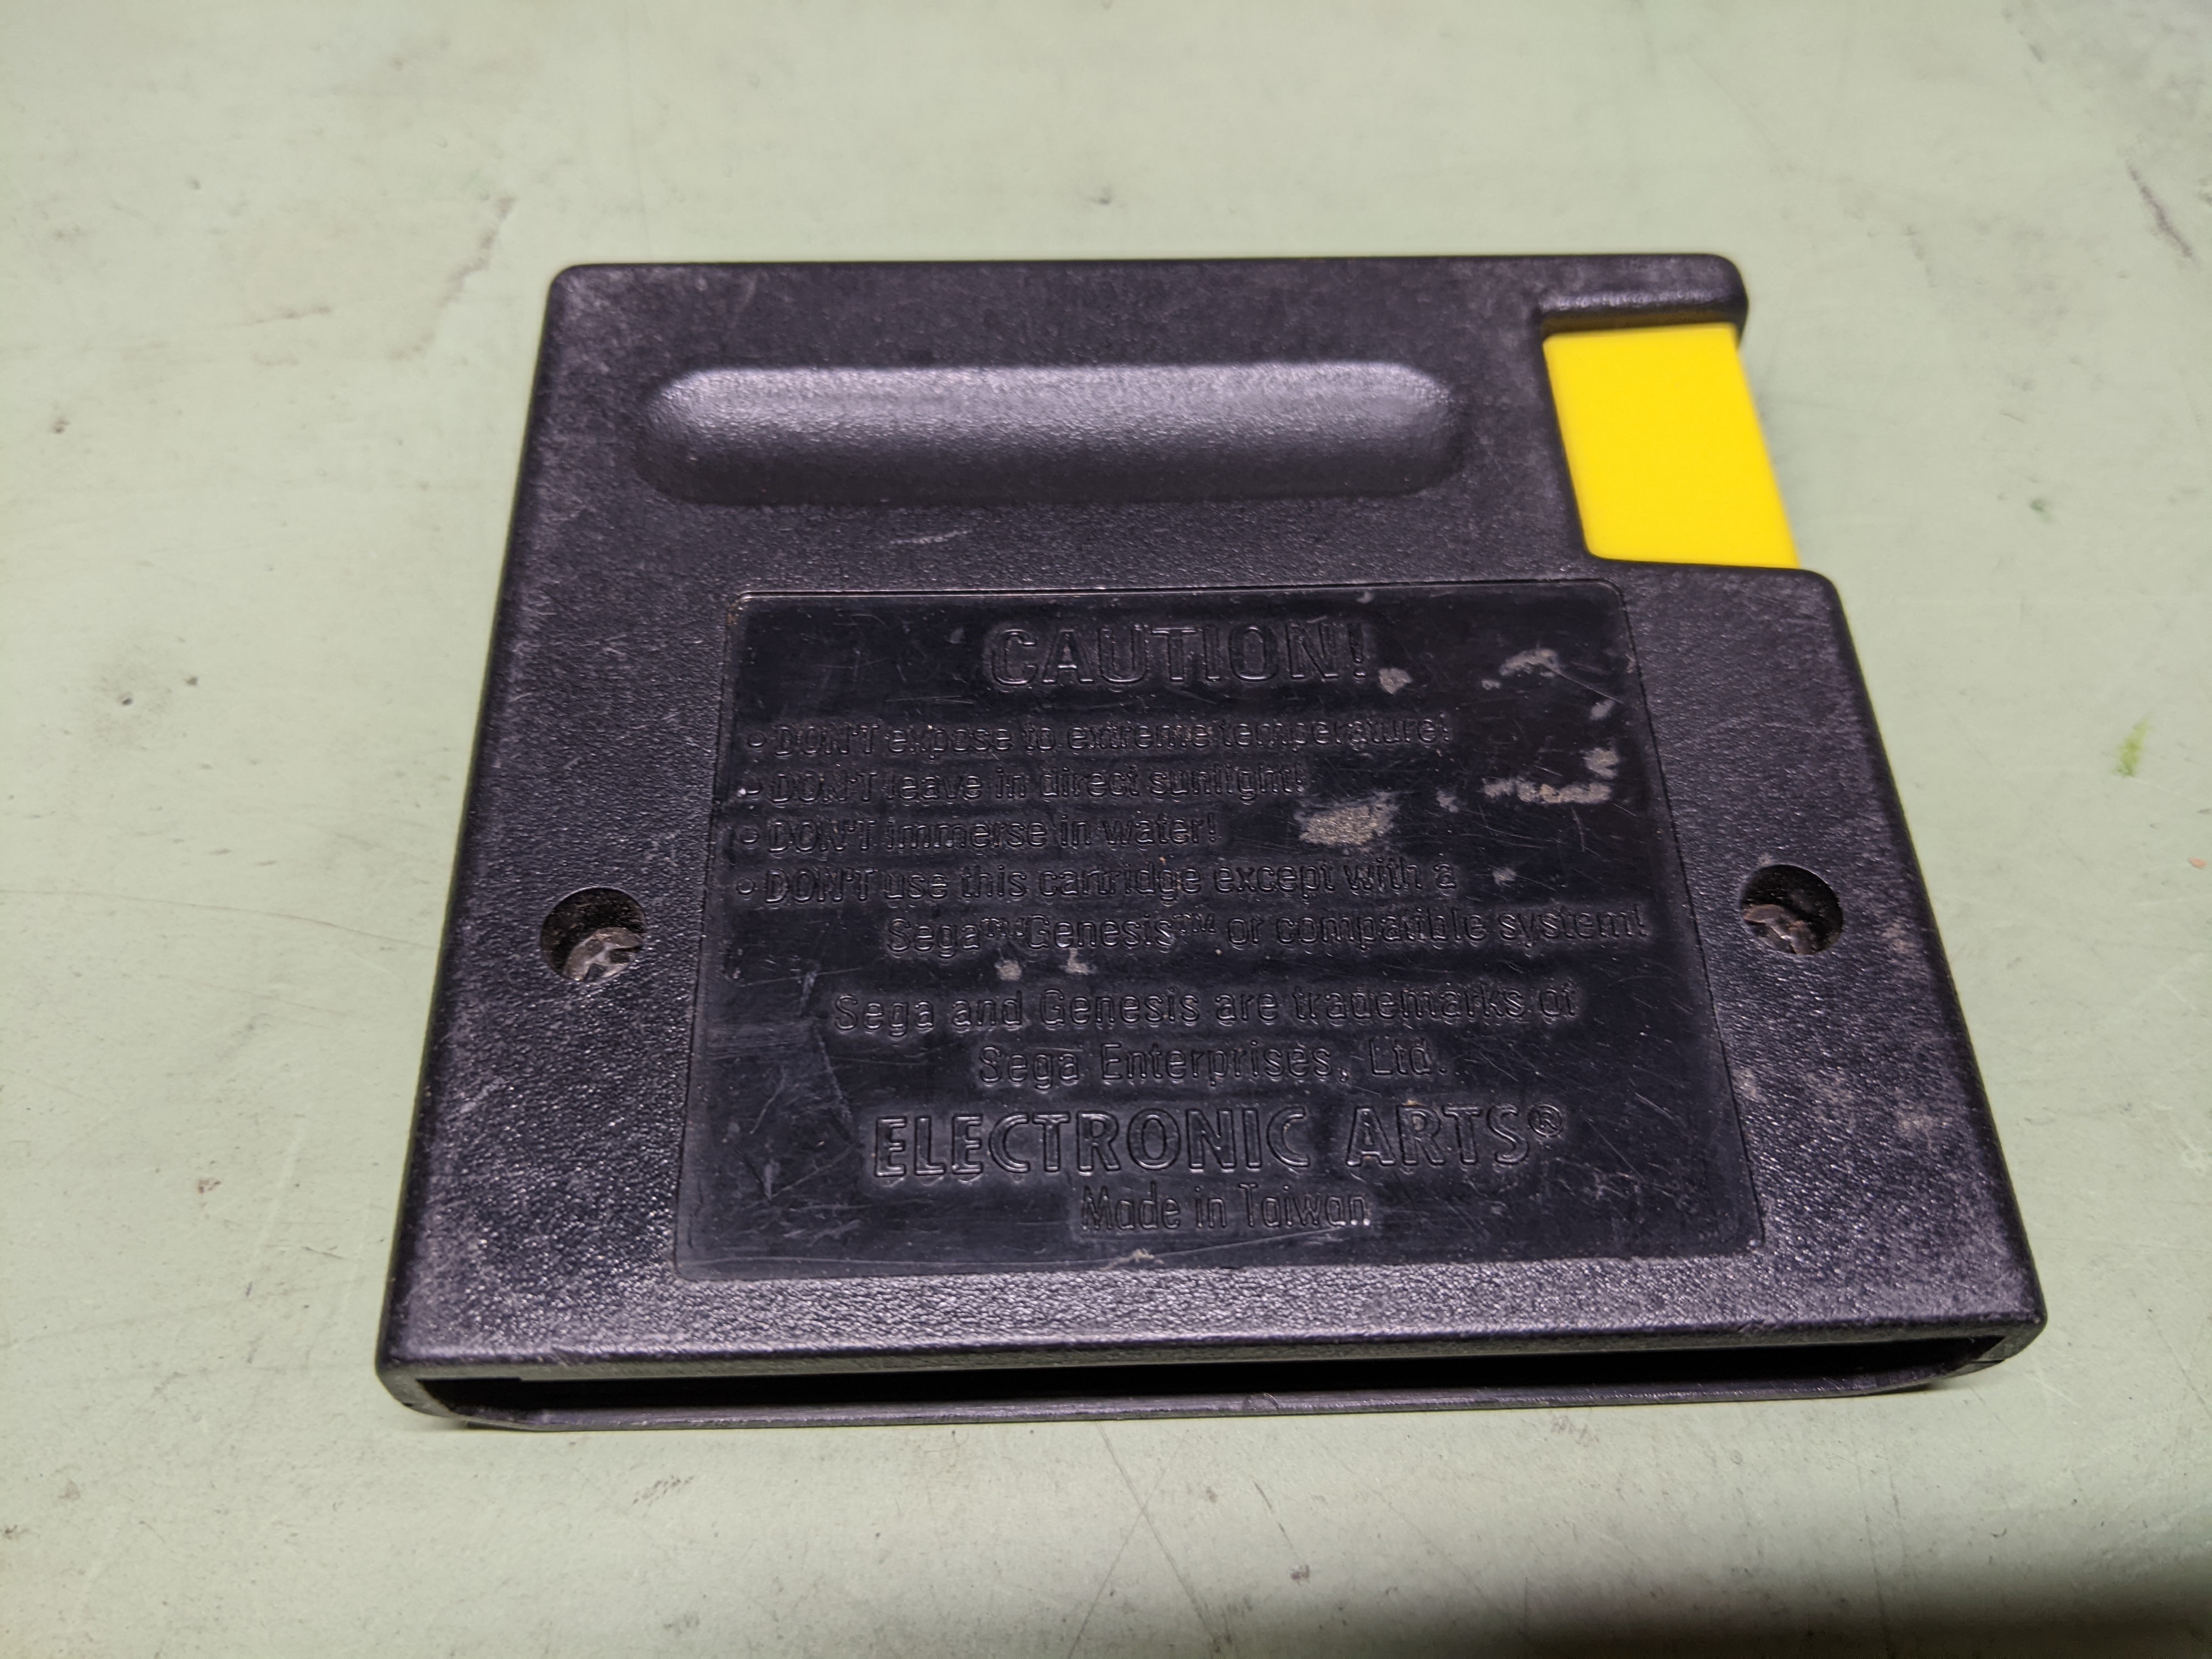 CAUTION!
• DON'T expose to extreme temperature!
• DON'T leave in direct sunlight!
• DON'T immerse in water!
• DON'T use this cartridge except with a
Sega™ Genesis™ or compatible system!
Sega and Genesis are trademarks of
Sega Enterprises, Ltd.
ELECTRONIC ARTS®
Made in Taiwan